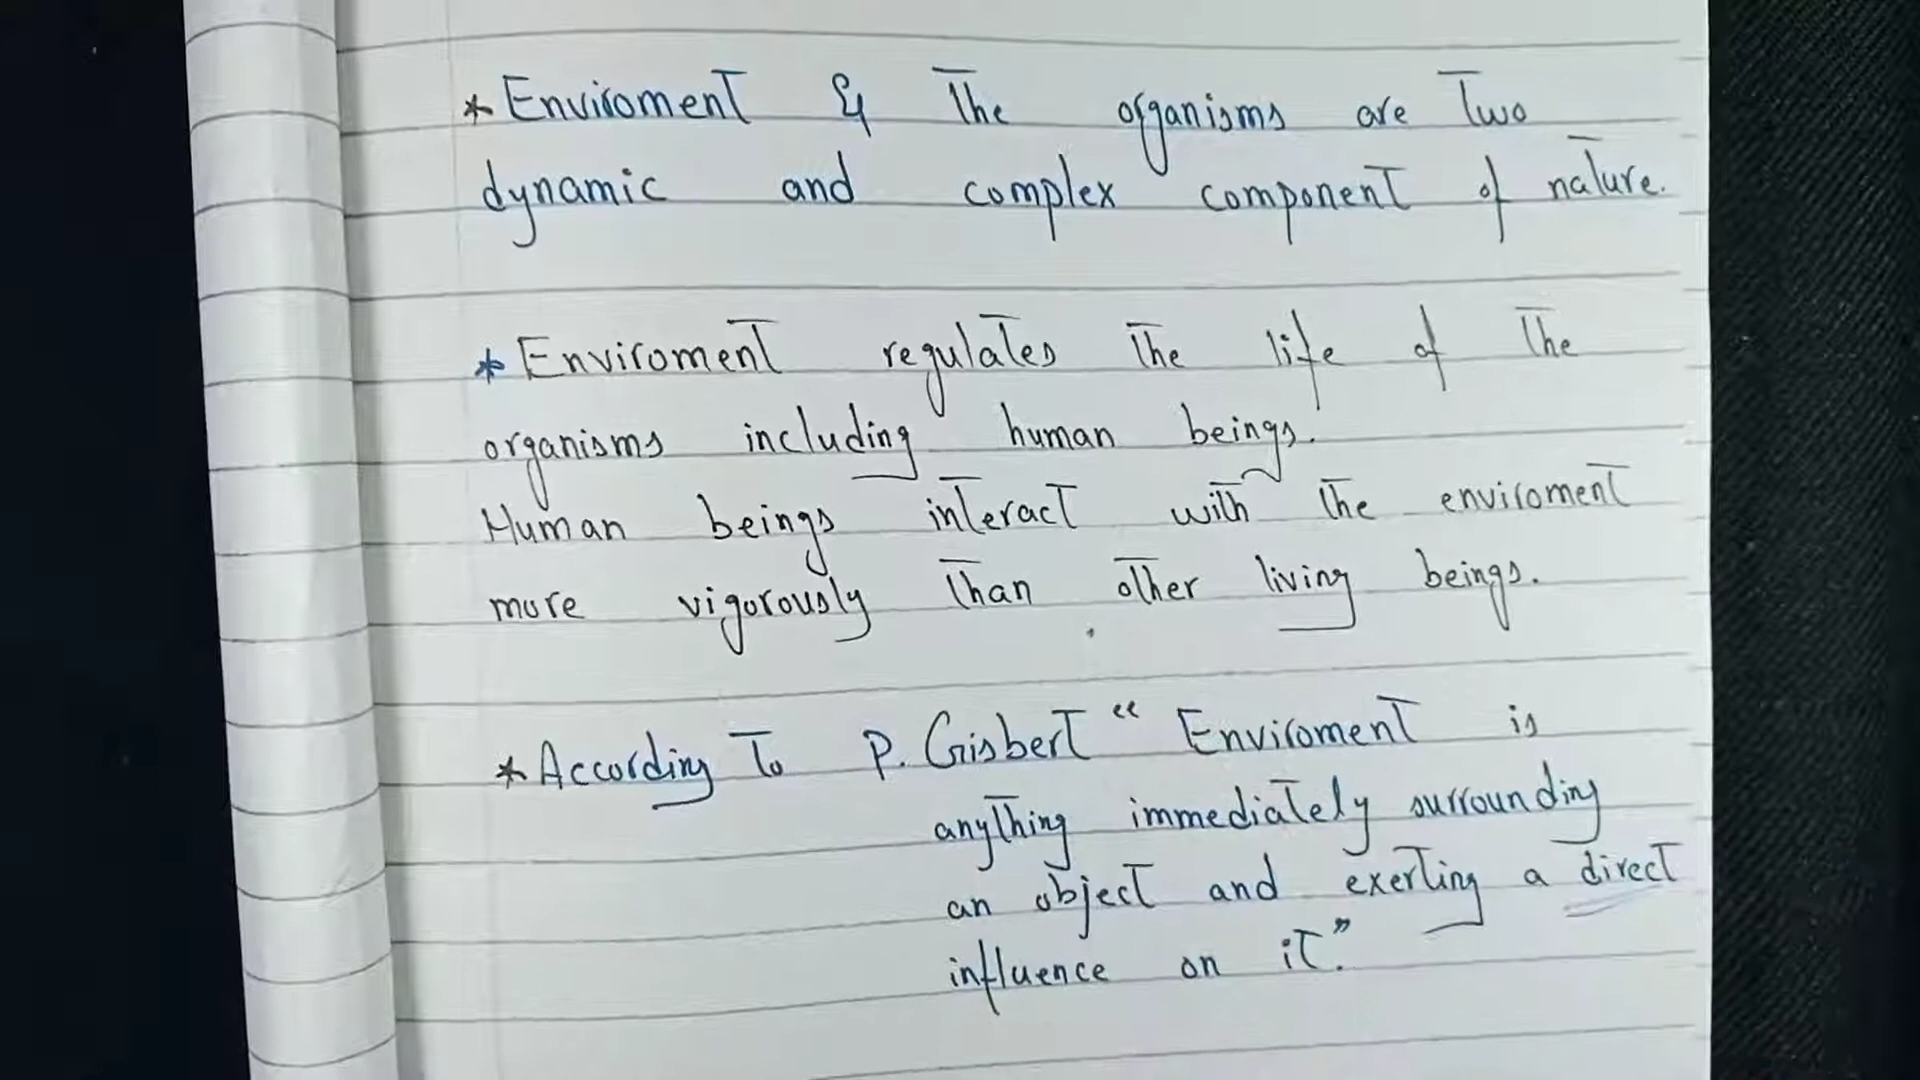 * Enviroment & the organisms are two
dynamic and complex component of nature.
* Enviroment regulates the life of the
organisms including human beings.
Human beings interact with the enviroment
more vigorously than other living beings.
* According to P. Gisbert “ Enviroment is
anything immediately surrounding
an object and exerting a direct
influence on it.”